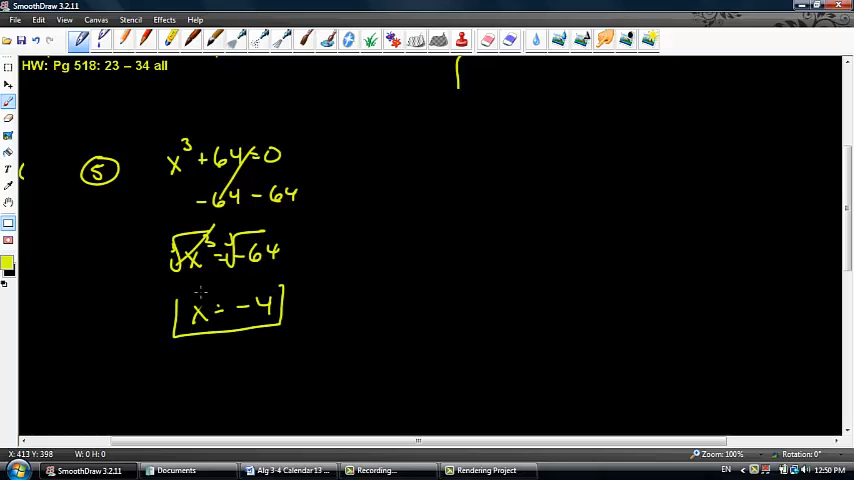 SmoothDraw 3.2.11
File Edit View Canvas Stencil Effects Help
HW: Pg 518: 23 – 34 all
5
x³ + 64 = 0
- 64 - 64
∛x³ = ∛-64
x = - 4
X: 413 Y: 398 W: 0 H: 0
Zoom: 100% Rotation: 0°
SmoothDraw 3.2.11 Documents Alg 3-4 Calendar 13 ... Recording... Rendering Project EN 12:50 PM